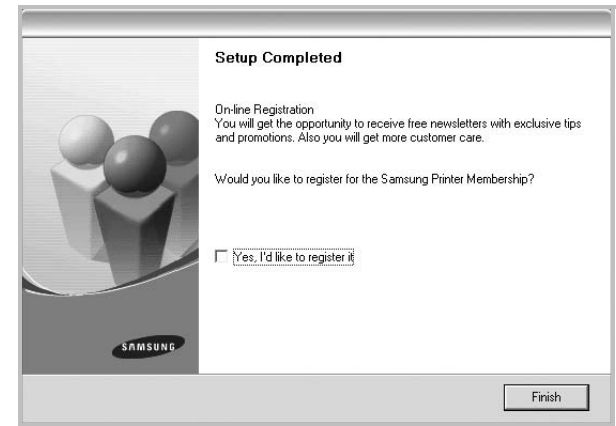 Setup Completed
On-line Registration
You will get the opportunity to receive free newsletters with exclusive tips
and promotions. Also you will get more customer care.
Would you like to register for the Samsung Printer Membership?
Yes, I'd like to register it
SAMSUNG
Finish